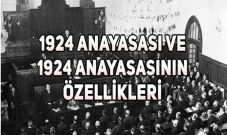 1924 ANAYASASI VE
1924 ANAYASASININ
ÖZELLİKLERİ